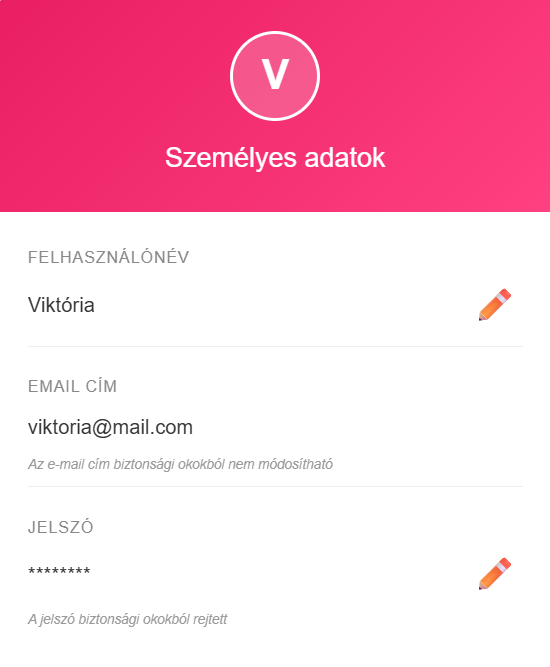 V
Személyes adatok
FELHASZNÁLÓNÉV
Viktória
EMAIL CÍM
viktoria@mail.com
Az e-mail cím biztonsági okokból nem módosítható
JELSZÓ
********
A jelszó biztonsági okokból rejtett